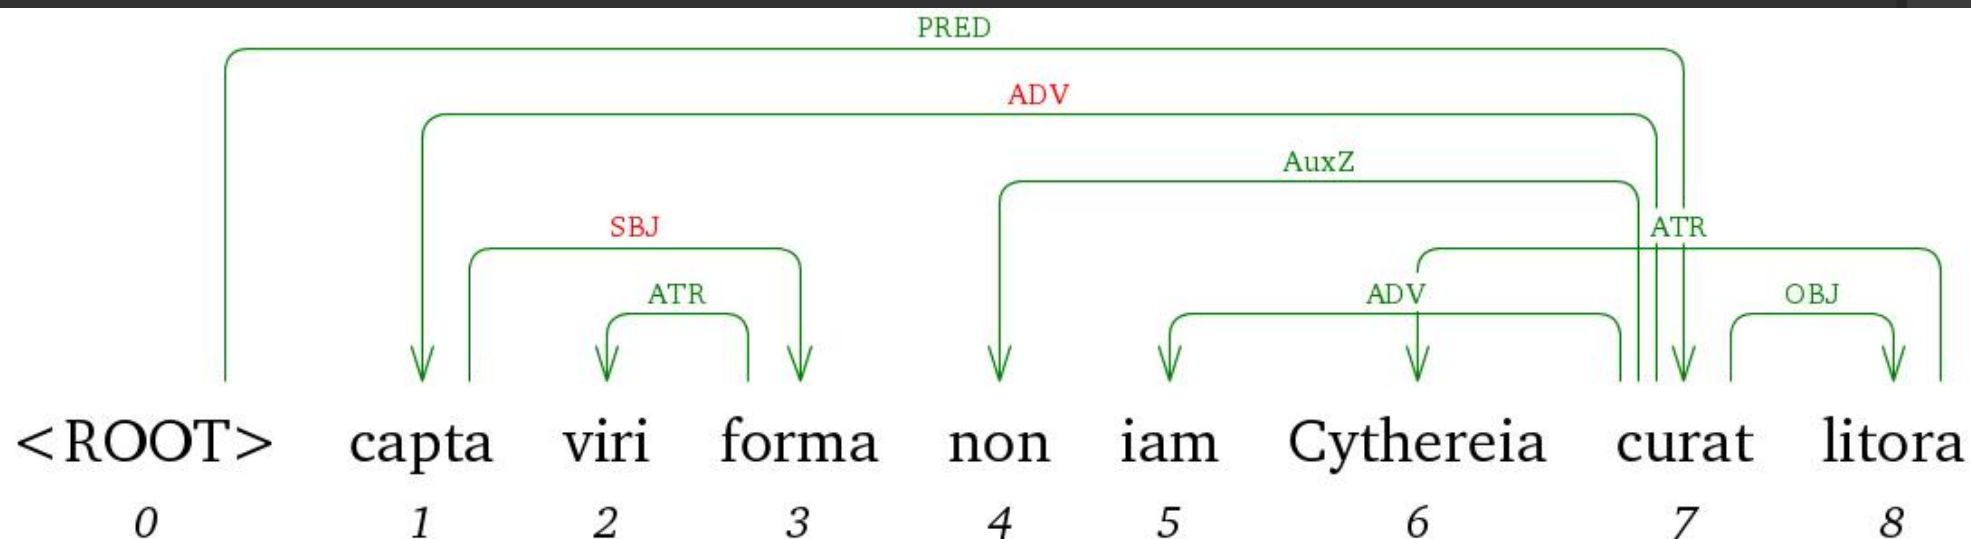 PRED
ADV
AuxZ
SBJ ATR
ATR ADV OBJ
<ROOT> capta viri forma non iam Cythereia curat litora
0 1 2 3 4 5 6 7 8